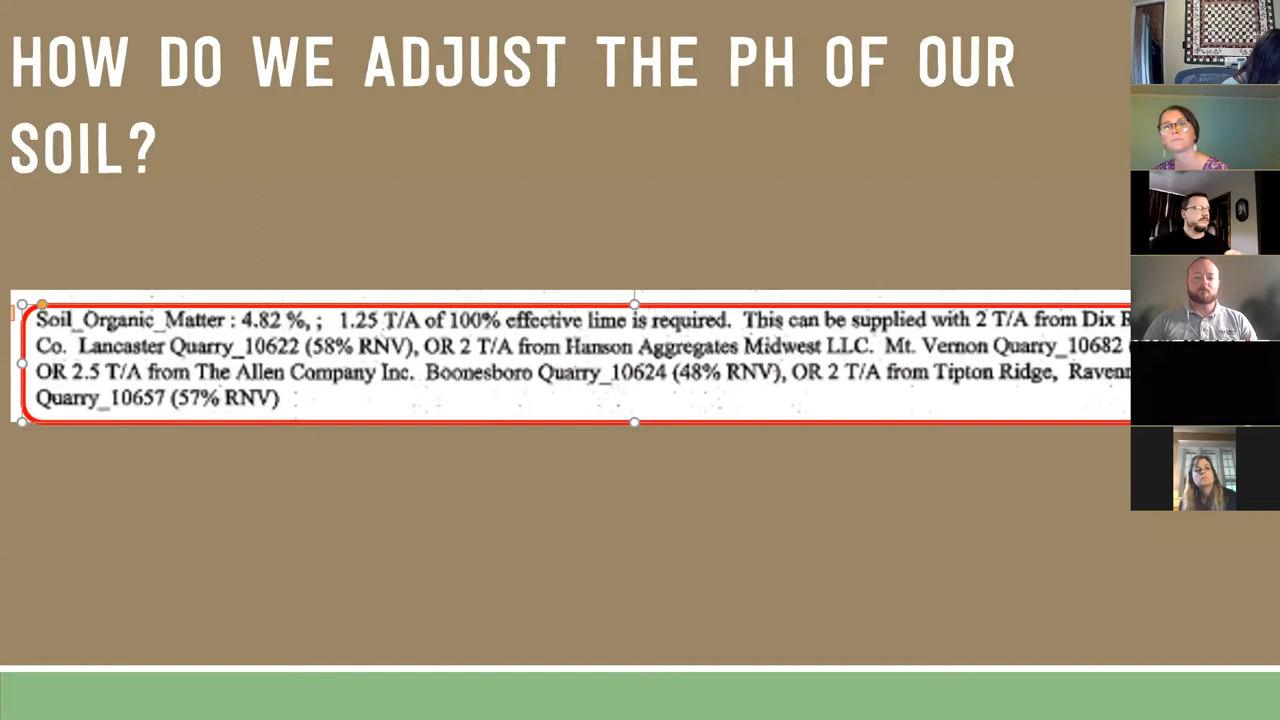 HOW DO WE ADJUST THE PH OF OUR
SOIL?
Soil_Organic_Matter : 4.82 %, ; 1.25 T/A of 100% effective lime is required. This can be supplied with 2 T/A from Dix
Co. Lancaster Quarry_10622 (58% RNV), OR 2 T/A from Hanson Aggregates Midwest LLC. Mt. Vernon Quarry_10682
OR 2.5 T/A from The Allen Company Inc. Boonesboro Quarry_10624 (48% RNV), OR 2 T/A from Tipton Ridge,
Quarry_10657 (57% RNV)